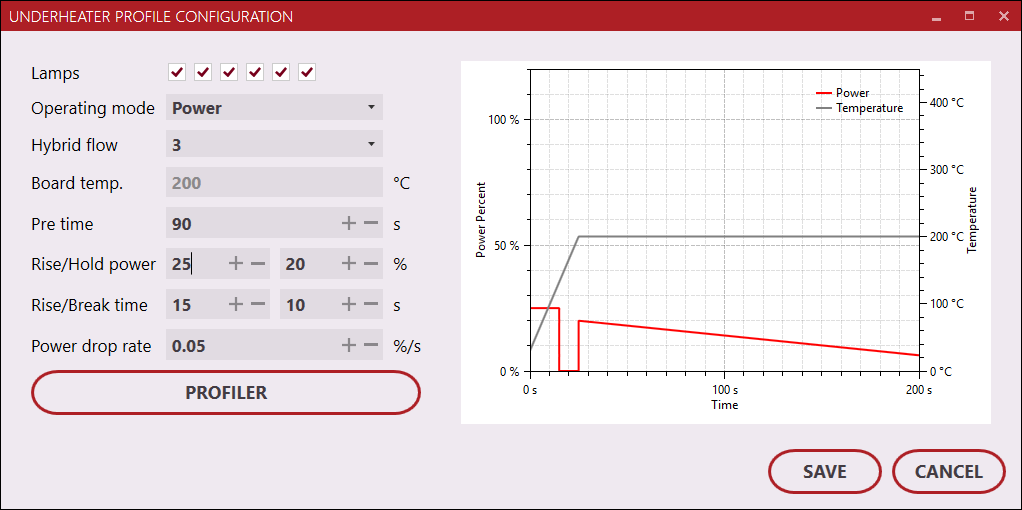 UNDERHEATER PROFILE CONFIGURATION
Lamps
Operating mode Power
Hybrid flow 3
Board temp. 200 °C
Pre time 90 + − s
Rise/Hold power 25 + − 20 + − %
Rise/Break time 15 + − 10 + − s
Power drop rate 0.05 + − %/s
PROFILER
Power
Temperature
100 %
50 %
0 %
Power Percent
400 °C
300 °C
200 °C
100 °C
0 °C
Temperature
0 s 100 s 200 s
Time
SAVE CANCEL